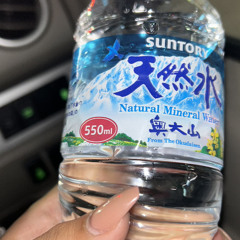 SUNTORY
天然水
Natural Mineral Water
550ml
奥大山
From The Okudaisen